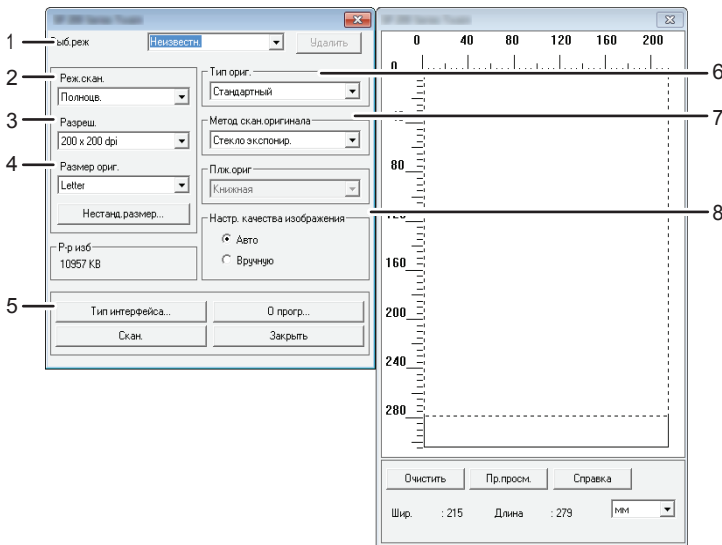 1
Выб.реж
Неизвестн.
Удалить
2
Реж.скан.
Полноцв.
3
Разреш.
200 x 200 dpi
4
Размер ориг.
Letter
Нестанд.размер...
Р-р изб
10957 KB
Тип ориг.
6
Стандартный
Метод скан.оригинала
7
Стекло экспонир.
Плж.ориг
Книжная
Настр. качества изображения
8
Авто
Вручную
5
Тип интерфейса...
О прогр...
Скан.
Закрыть
0 40 80 120 160 200
0
80
120
160
200
240
280
Очистить
Пр.просм.
Справка
Шир. : 215 Длина : 279 мм